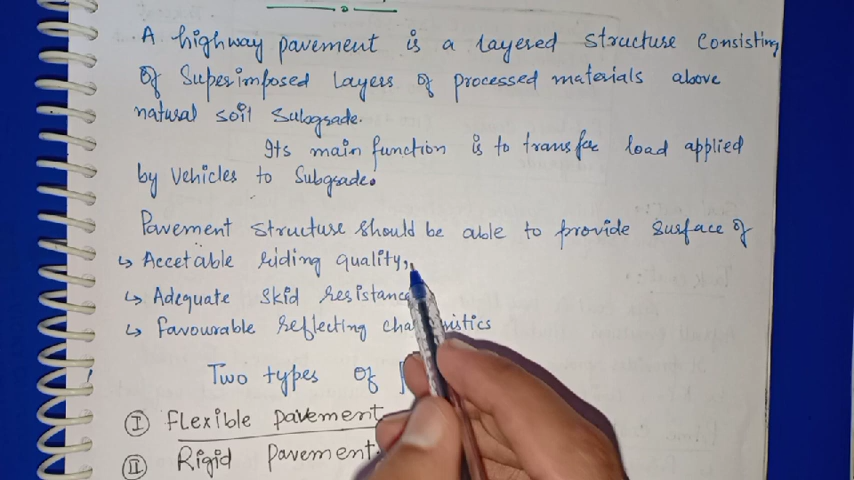 A highway pavement is a layered structure consisting
of superimposed layers of processed materials above
natural soil subgrade.
Its main function is to transfer load applied
by vehicles to subgrade.
Pavement structure should be able to provide surface of
↳ Accetable riding quality,
↳ Adequate skid resistance
↳ Favourable reflecting
Two types of
I Flexible pavement
II Rigid pavement